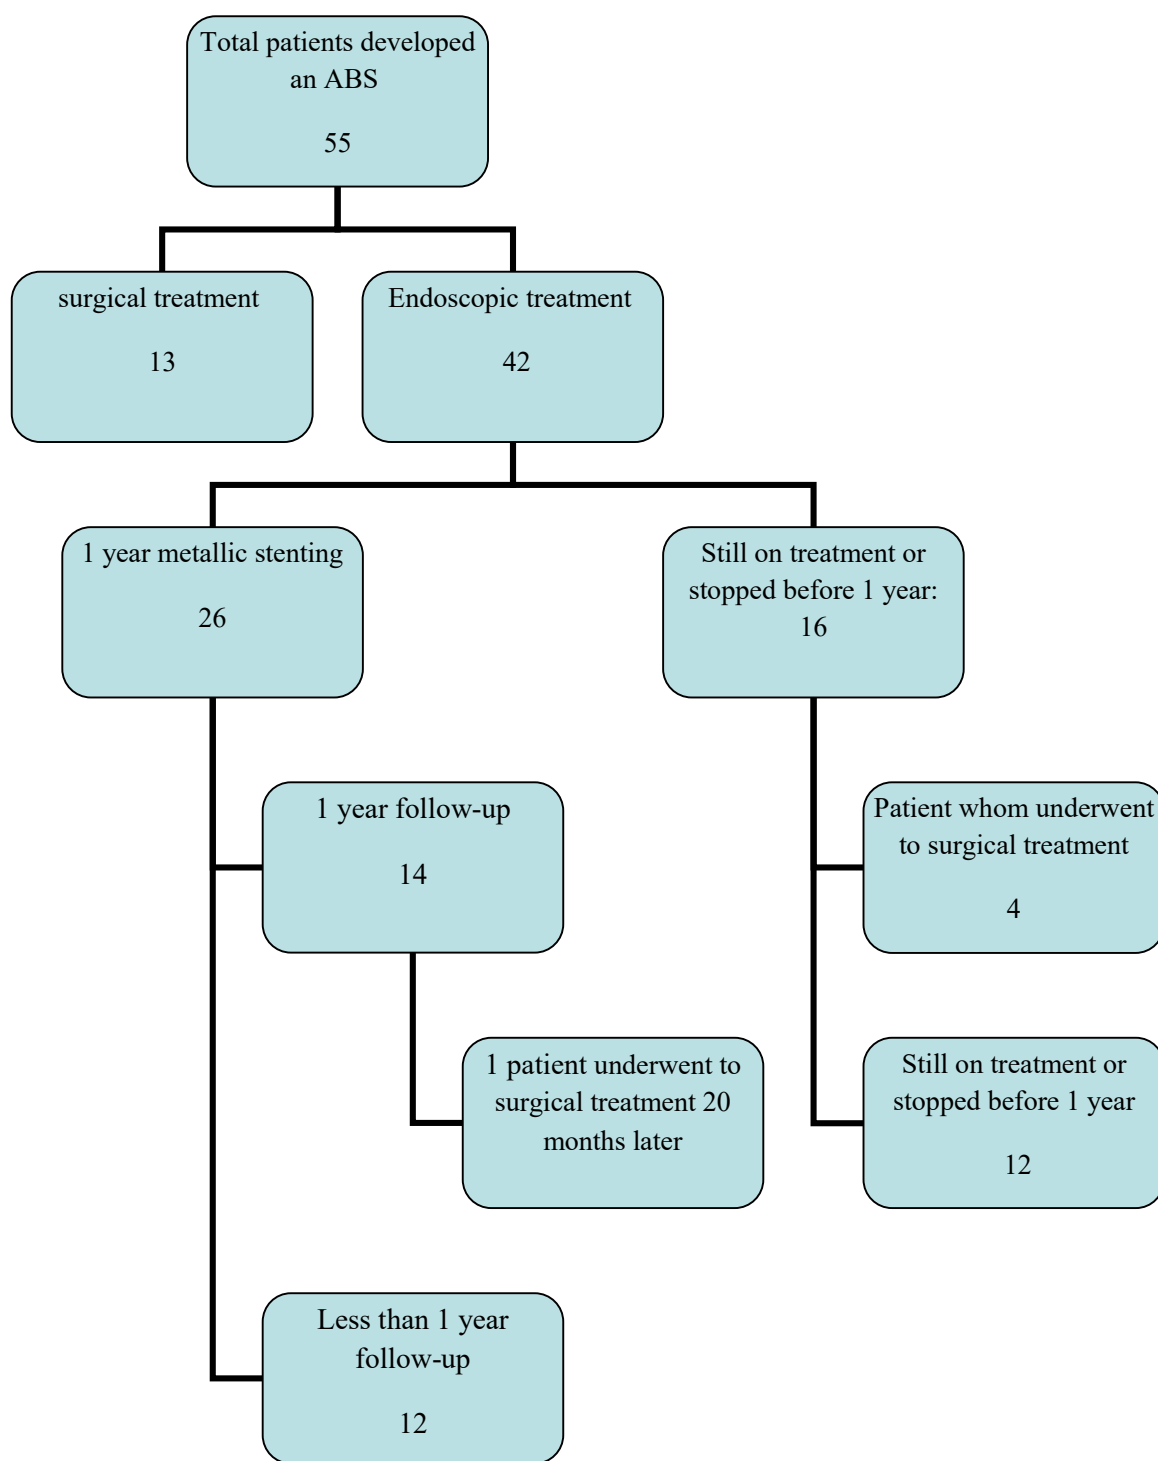 Total patients developed
an ABS
55
surgical treatment
13
Endoscopic treatment
42
1 year metallic stenting
26
Still on treatment or
stopped before 1 year:
16
1 year follow-up
14
Patient whom underwent
to surgical treatment
4
1 patient underwent to
surgical treatment 20
months later
Still on treatment or
stopped before 1 year
12
Less than 1 year
follow-up
12